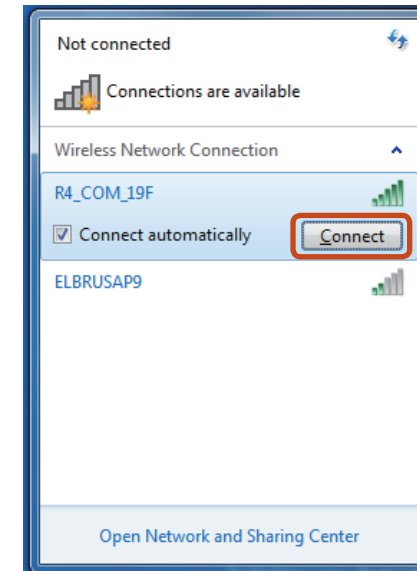 Not connected
Connections are available
Wireless Network Connection
R4_COM_19F
Connect automatically Connect
ELBRUSAP9
Open Network and Sharing Center